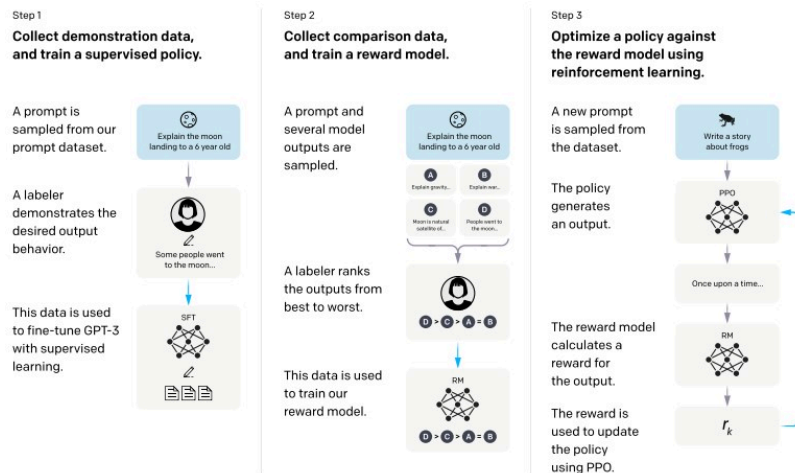 Step 1
Collect demonstration data,
and train a supervised policy.
A prompt is
sampled from our
prompt dataset.
Explain the moon
landing to a 6 year old
A labeler
demonstrates the
desired output
behavior.
Some people went
to the moon...
This data is used
to fine-tune GPT-3
with supervised
learning.
SFT
Step 2
Collect comparison data,
and train a reward model.
A prompt and
several model
outputs are
sampled.
Explain the moon
landing to a 6 year old
A
Explain gravity...
B
Explain war...
C
Moon is natural
satellite of...
D
People went to
the moon...
A labeler ranks
the outputs from
best to worst.
D > C > A = B
This data is used
to train our
reward model.
RM
D > C > A = B
Step 3
Optimize a policy against
the reward model using
reinforcement learning.
A new prompt
is sampled from
the dataset.
Write a story
about frogs
The policy
generates
an output.
PPO
Once upon a time...
The reward model
calculates a
reward for
the output.
RM
The reward is
used to update
the policy
using PPO.
rk